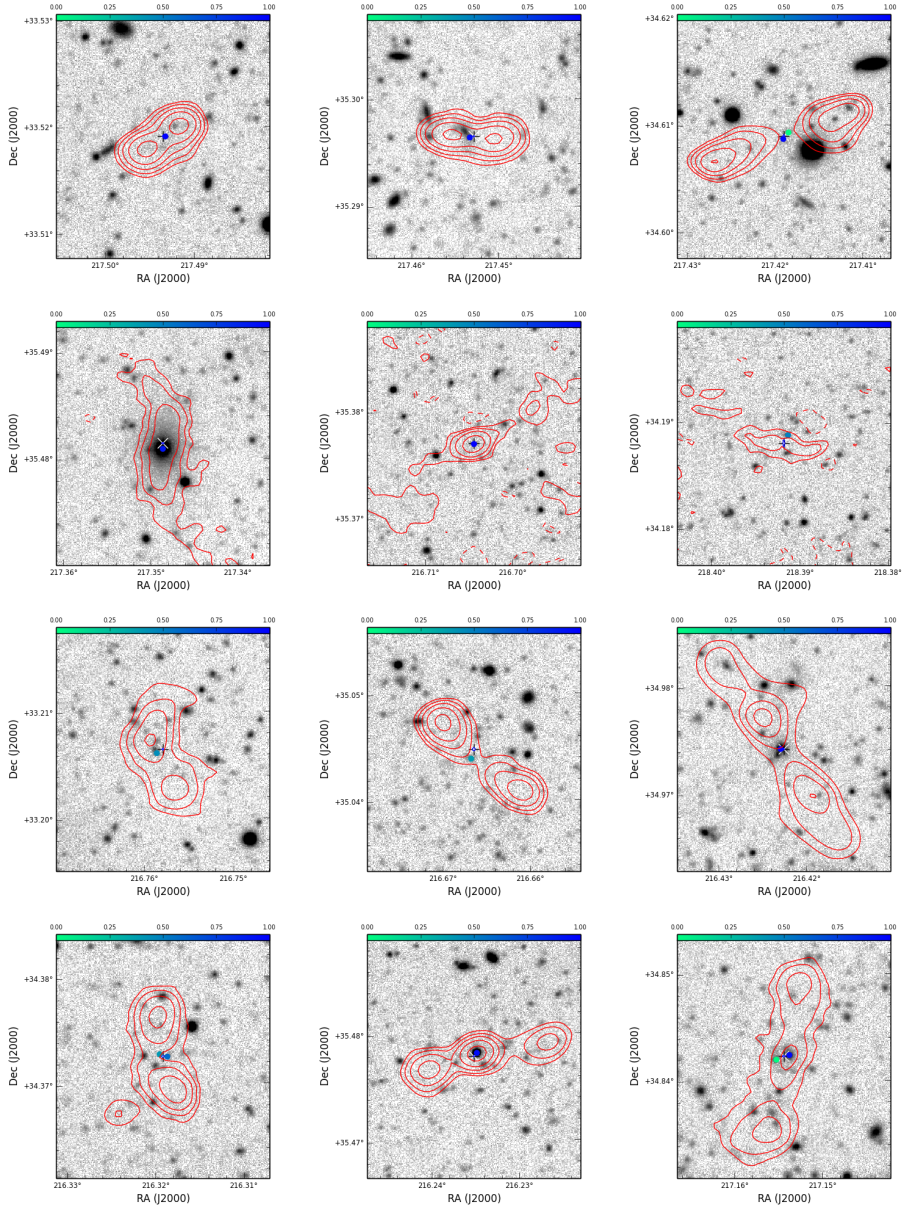 0.00 0.25 0.50 0.75 1.00
+33.53°
+33.52°
+33.51°
Dec (J2000)
217.50° 217.49°
RA (J2000)
0.00 0.25 0.50 0.75 1.00
+35.30°
+35.29°
Dec (J2000)
217.46° 217.45°
RA (J2000)
0.00 0.25 0.50 0.75 1.00
+34.62°
+34.61°
+34.60°
Dec (J2000)
217.43° 217.42° 217.41°
RA (J2000)
0.00 0.25 0.50 0.75 1.00
+35.49°
+35.48°
Dec (J2000)
217.36° 217.35° 217.34°
RA (J2000)
0.00 0.25 0.50 0.75 1.00
+35.38°
+35.37°
Dec (J2000)
216.71° 216.70°
RA (J2000)
0.00 0.25 0.50 0.75 1.00
+34.19°
+34.18°
Dec (J2000)
218.40° 218.39° 218.38°
RA (J2000)
0.00 0.25 0.50 0.75 1.00
+33.21°
+33.20°
Dec (J2000)
216.76° 216.75°
RA (J2000)
0.00 0.25 0.50 0.75 1.00
+35.05°
+35.04°
Dec (J2000)
216.67° 216.66°
RA (J2000)
0.00 0.25 0.50 0.75 1.00
+34.98°
+34.97°
Dec (J2000)
216.43° 216.42°
RA (J2000)
0.00 0.25 0.50 0.75 1.00
+34.38°
+34.37°
Dec (J2000)
216.33° 216.32° 216.31°
RA (J2000)
0.00 0.25 0.50 0.75 1.00
+35.48°
+35.47°
Dec (J2000)
216.24° 216.23°
RA (J2000)
0.00 0.25 0.50 0.75 1.00
+34.85°
+34.84°
Dec (J2000)
217.16° 217.15°
RA (J2000)